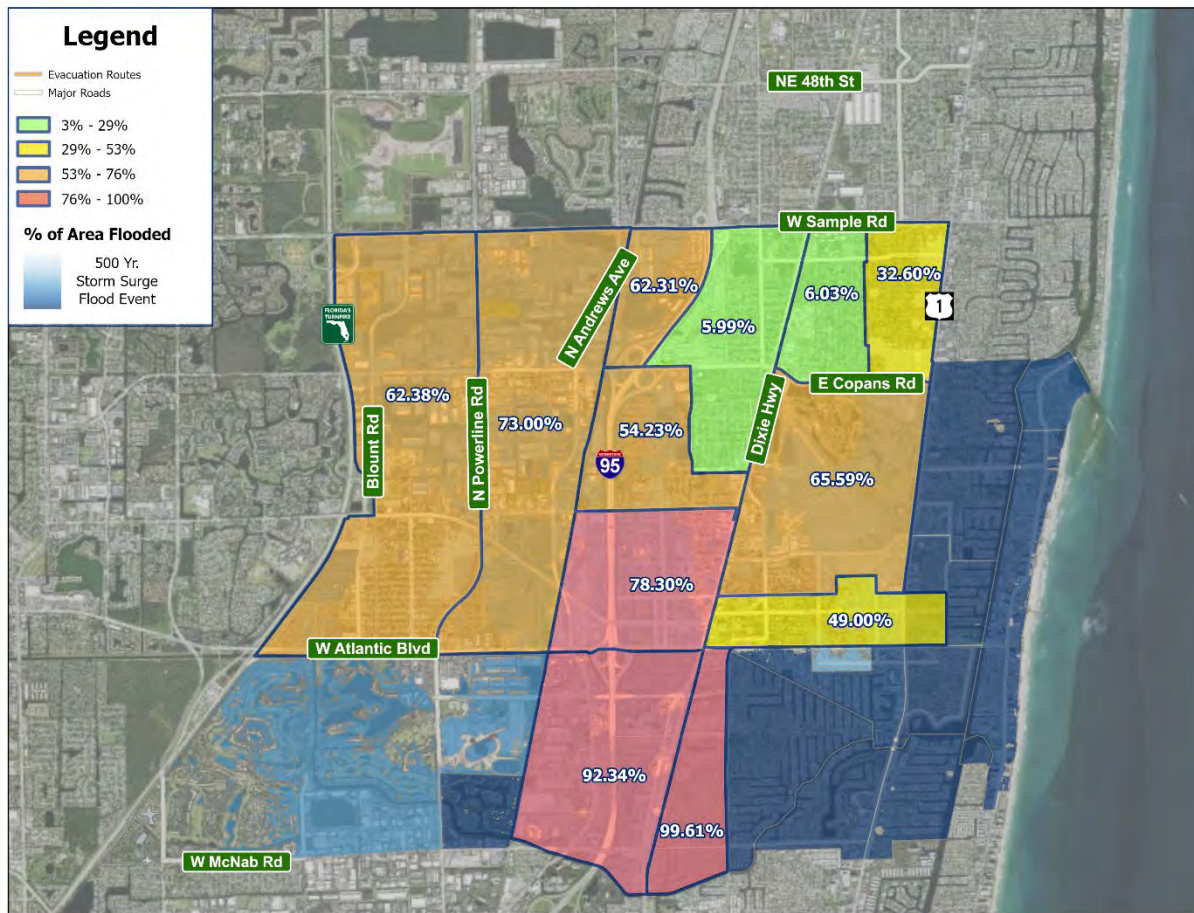 Legend
Evacuation Routes
Major Roads
3% - 29%
29% - 53%
53% - 76%
76% - 100%
% of Area Flooded
500 Yr.
Storm Surge
Flood Event
NE 48th St
W Sample Rd
N Andrews Ave
62.31%
6.03%
32.60%
1
FLORIDA'S
TURNPIKE
5.99%
E Copans Rd
62.38%
N Powerline Rd
73.00%
54.23%
Dixie Hwy
Blount Rd
95
65.59%
78.30%
49.00%
W Atlantic Blvd
92.34%
99.61%
W McNab Rd